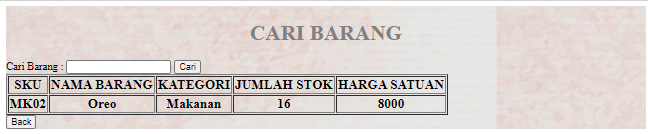 CARI BARANG
Cari Barang : Cari
SKU NAMA BARANG KATEGORI JUMLAH STOK HARGA SATUAN
MK02 Oreo Makanan 16 8000
Back